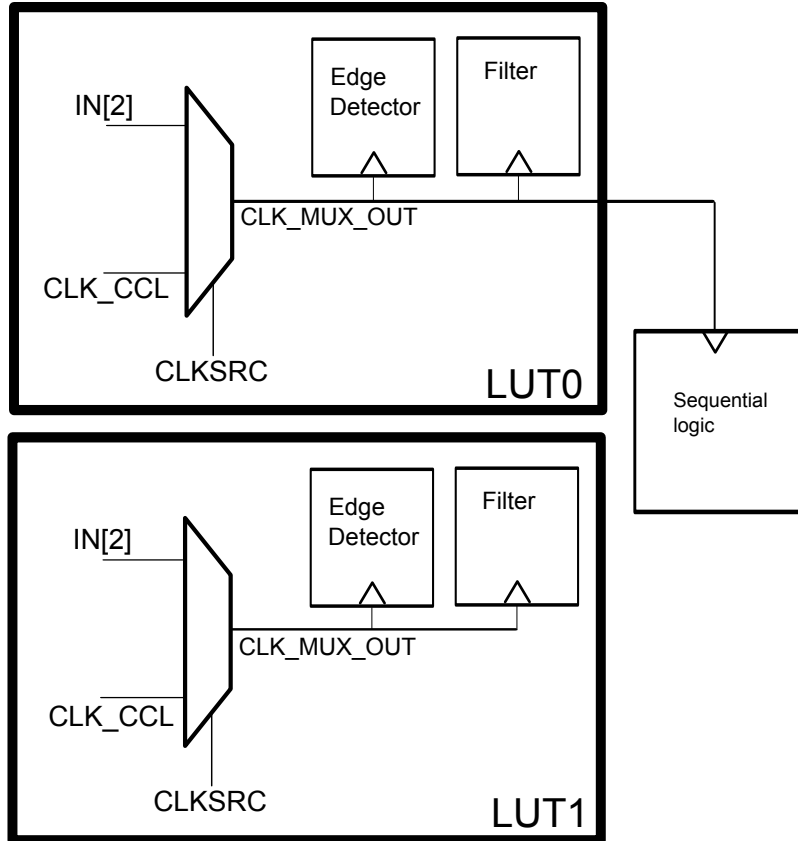 Edge
Detector
Filter
IN[2]
CLK_MUX_OUT
CLK_CCL
CLKSRC
LUT0
Sequential
logic
Edge
Detector
Filter
IN[2]
CLK_MUX_OUT
CLK_CCL
CLKSRC
LUT1